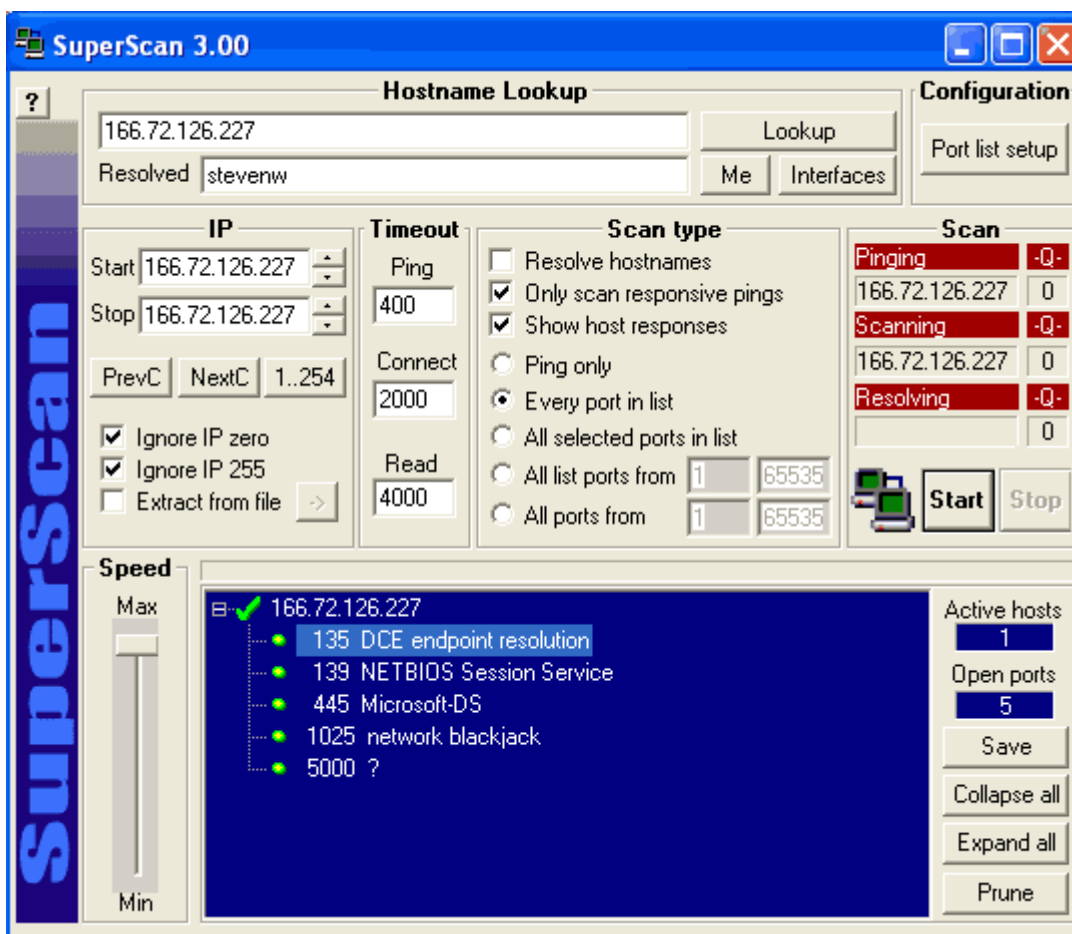 SuperScan 3.00
?
Hostname Lookup
Configuration
166.72.126.227
Lookup
Port list setup
Resolved stevenw
Me
Interfaces
IP
Start 166.72.126.227
Stop 166.72.126.227
PrevC NextC 1..254
Ignore IP zero
Ignore IP 255
Extract from file ->
Timeout
Ping
400
Connect
2000
Read
4000
Scan type
Resolve hostnames
Only scan responsive pings
Show host responses
Ping only
Every port in list
All selected ports in list
All list ports from 1 65535
All ports from 1 65535
Scan
Pinging -Q-
166.72.126.227 0
Scanning -Q-
166.72.126.227 0
Resolving -Q-
0
Start Stop
SuperScan
Speed
Max
Min
166.72.126.227
135 DCE endpoint resolution
139 NETBIOS Session Service
445 Microsoft-DS
1025 network blackjack
5000 ?
Active hosts
1
Open ports
5
Save
Collapse all
Expand all
Prune